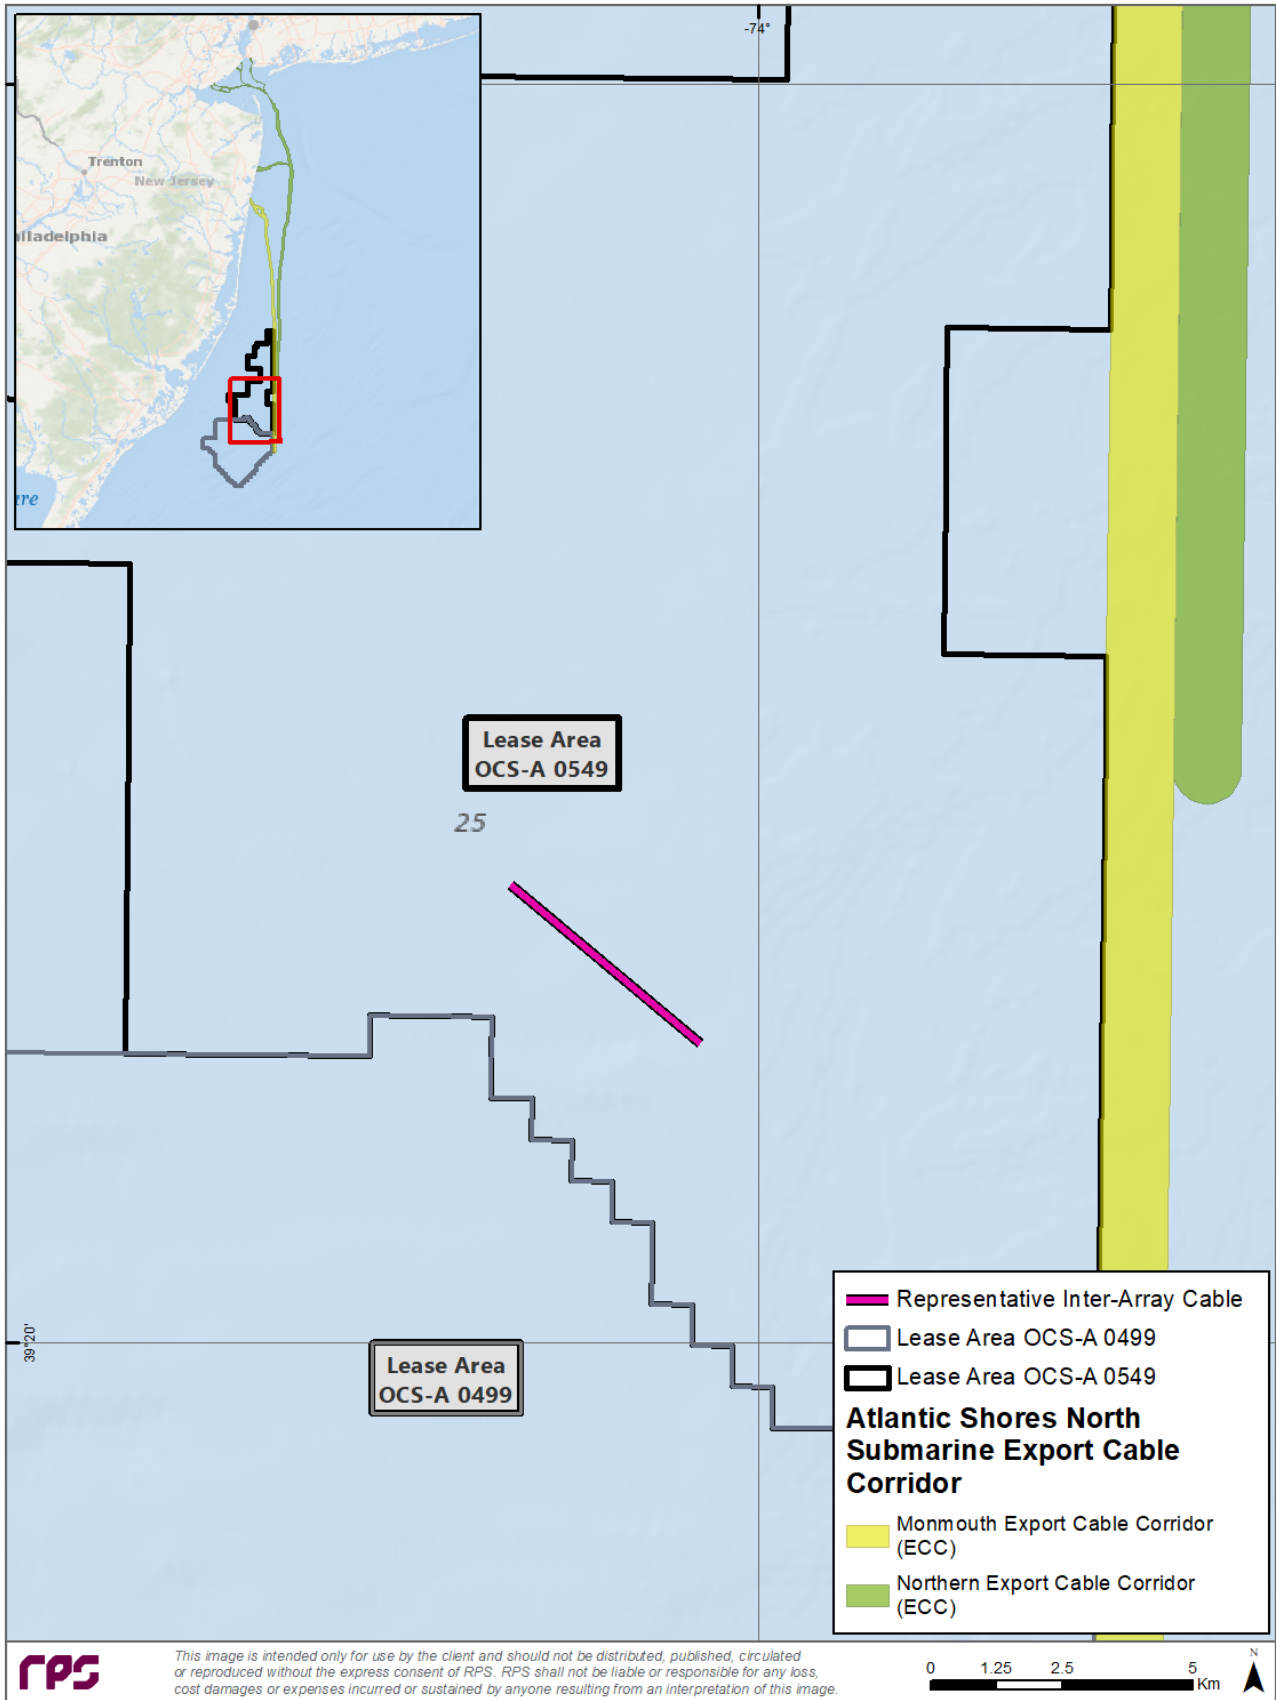 -74°
Trenton
New Jersey
iladelphia
re
Lease Area
OCS-A 0549
25
39°20'
Lease Area
OCS-A 0499
Representative Inter-Array Cable
Lease Area OCS-A 0499
Lease Area OCS-A 0549
Atlantic Shores North
Submarine Export Cable
Corridor
Monmouth Export Cable Corridor
(ECC)
Northern Export Cable Corridor
(ECC)
rps
This image is intended only for use by the client and should not be distributed, published, circulated
or reproduced without the express consent of RPS. RPS shall not be liable or responsible for any loss,
cost damages or expenses incurred or sustained by anyone resulting from an interpretation of this image.
0 1.25 2.5 5
Km
N